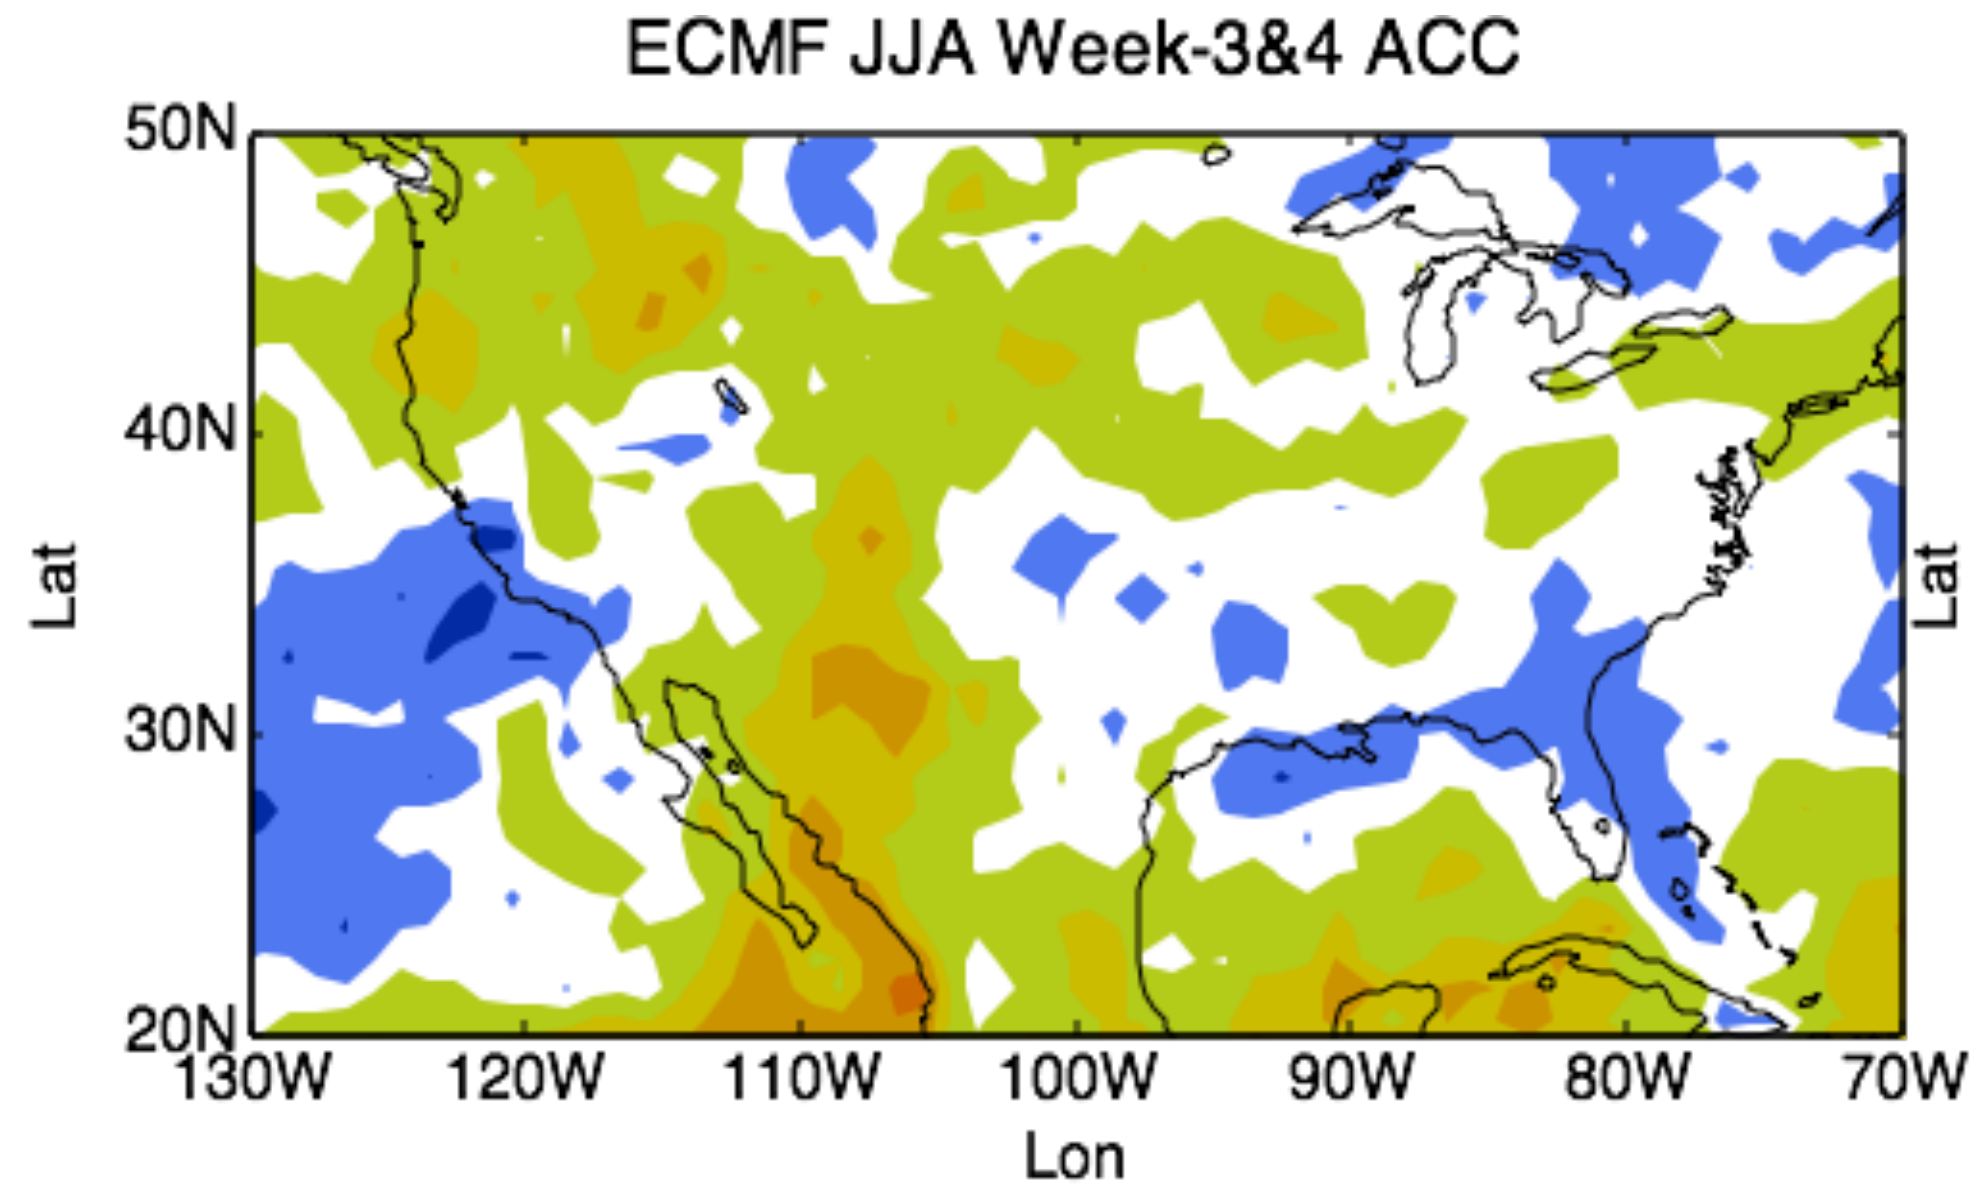 ECMF JJA Week-3&4 ACC
50N
40N
30N
20N
Lat
Lat
130W 120W 110W 100W 90W 80W 70W
Lon